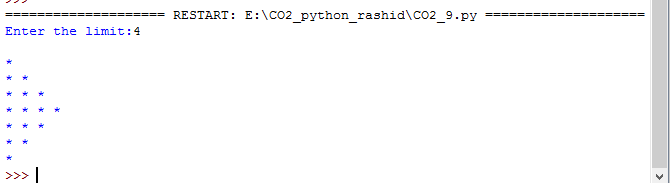 ==================== RESTART: E:\CO2_python_rashid\CO2_9.py ====================
Enter the limit:4
*
* *
* * *
* * * *
* * *
* *
*
>>>